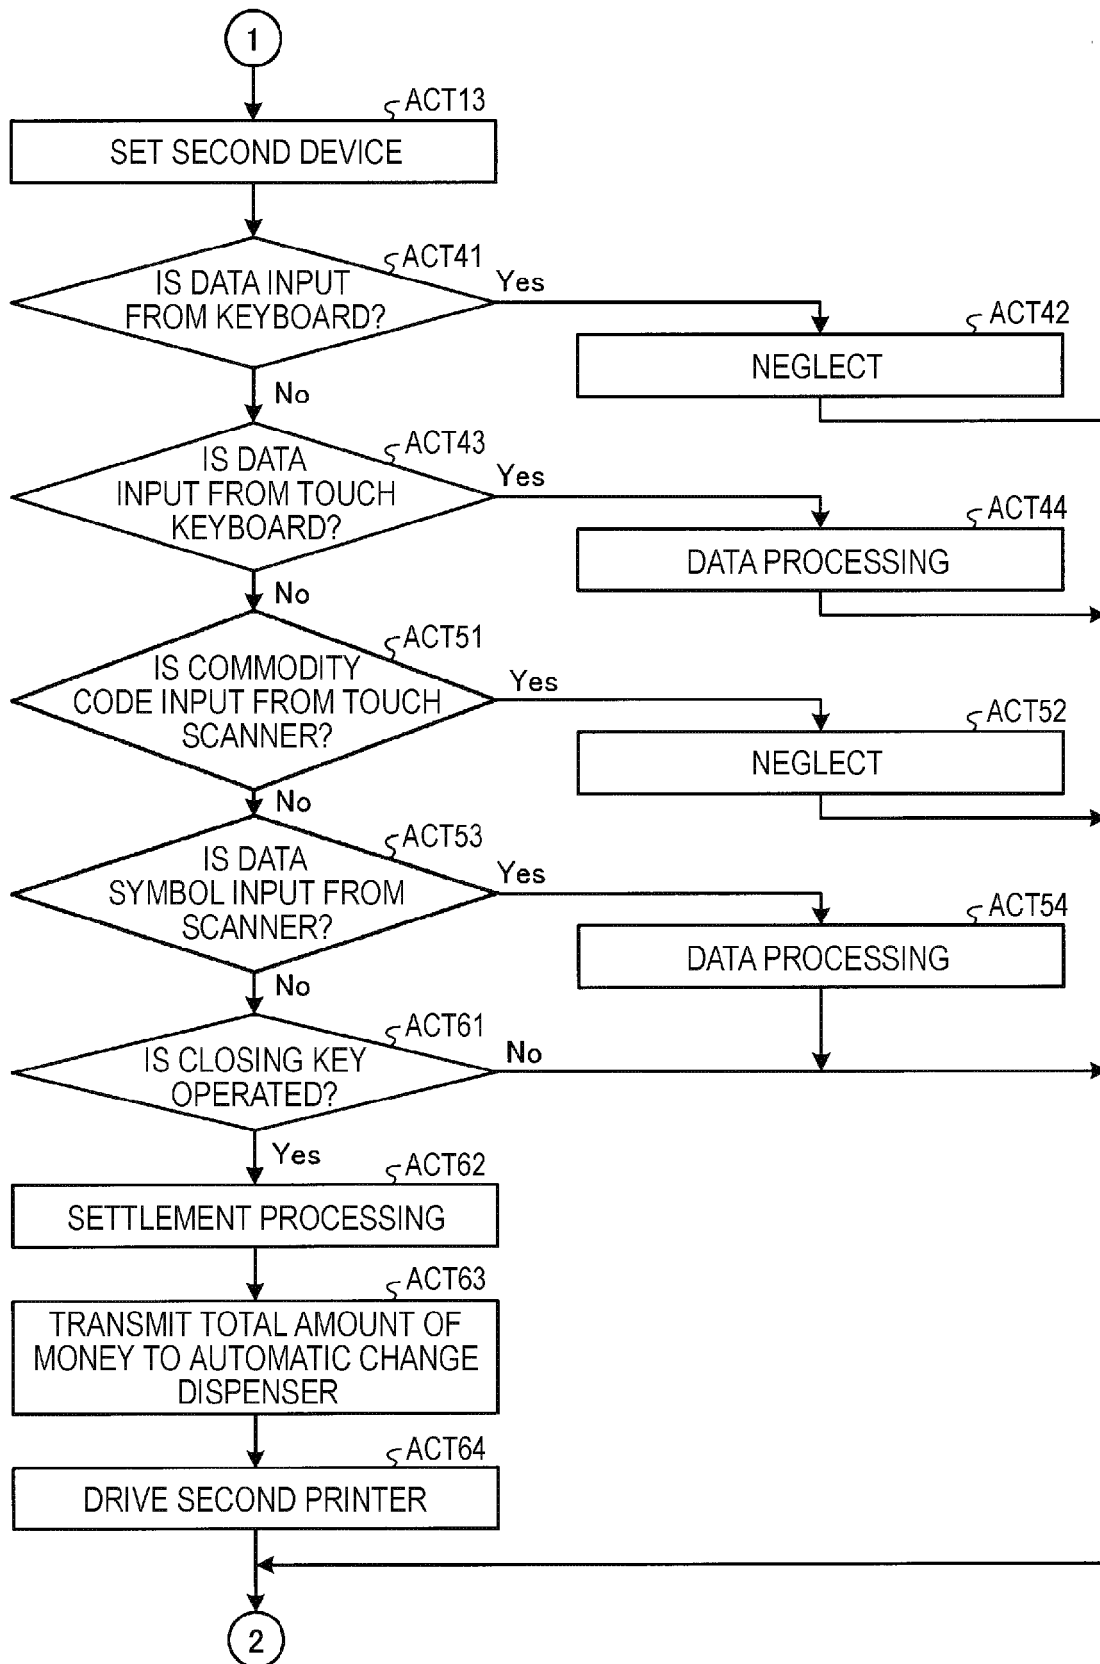 1
ACT13
SET SECOND DEVICE
ACT41
IS DATA INPUT
FROM KEYBOARD?
Yes
ACT42
NEGLECT
No
ACT43
IS DATA
INPUT FROM TOUCH
KEYBOARD?
Yes
ACT44
DATA PROCESSING
No
ACT51
IS COMMODITY
CODE INPUT FROM TOUCH
SCANNER?
Yes
ACT52
NEGLECT
No
ACT53
IS DATA
SYMBOL INPUT FROM
SCANNER?
Yes
ACT54
DATA PROCESSING
No
ACT61
IS CLOSING KEY
OPERATED?
No
Yes
ACT62
SETTLEMENT PROCESSING
ACT63
TRANSMIT TOTAL AMOUNT OF
MONEY TO AUTOMATIC CHANGE
DISPENSER
ACT64
DRIVE SECOND PRINTER
2